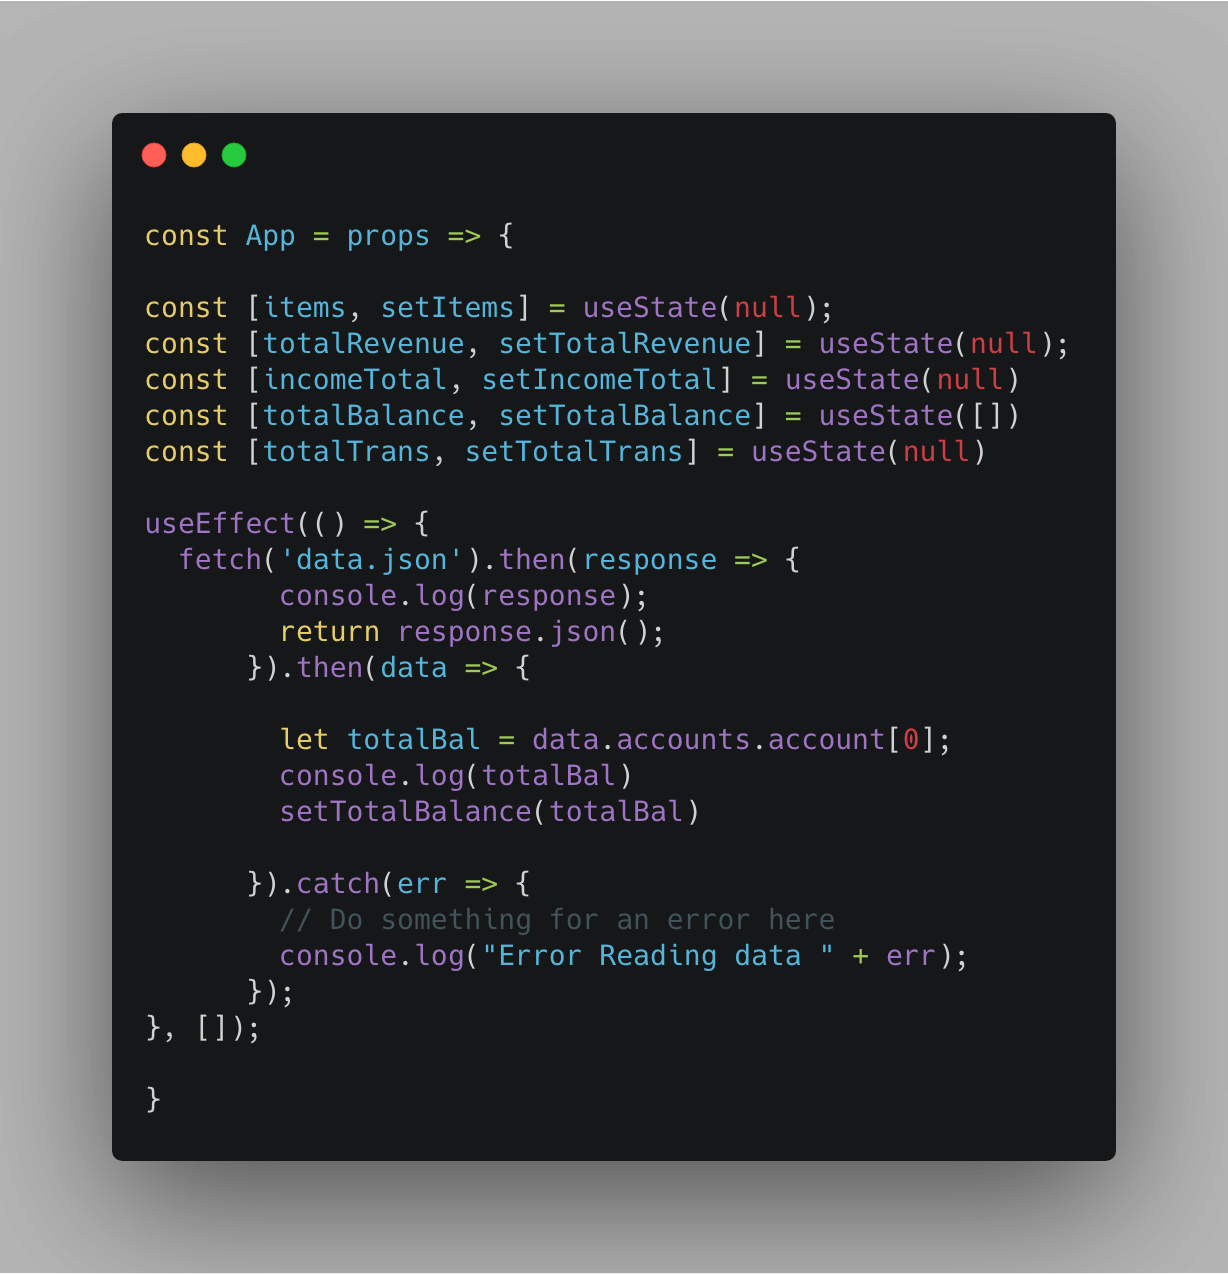 const App = props => {
const [items, setItems] = useState(null);
const [totalRevenue, setTotalRevenue] = useState(null);
const [incomeTotal, setIncomeTotal] = useState(null)
const [totalBalance, setTotalBalance] = useState([])
const [totalTrans, setTotalTrans] = useState(null)
useEffect(() => {
  fetch('data.json').then(response => {
        console.log(response);
        return response.json();
      }).then(data => {
        let totalBal = data.accounts.account[0];
        console.log(totalBal)
        setTotalBalance(totalBal)
      }).catch(err => {
        // Do something for an error here
        console.log("Error Reading data " + err);
      });
}, []);
}